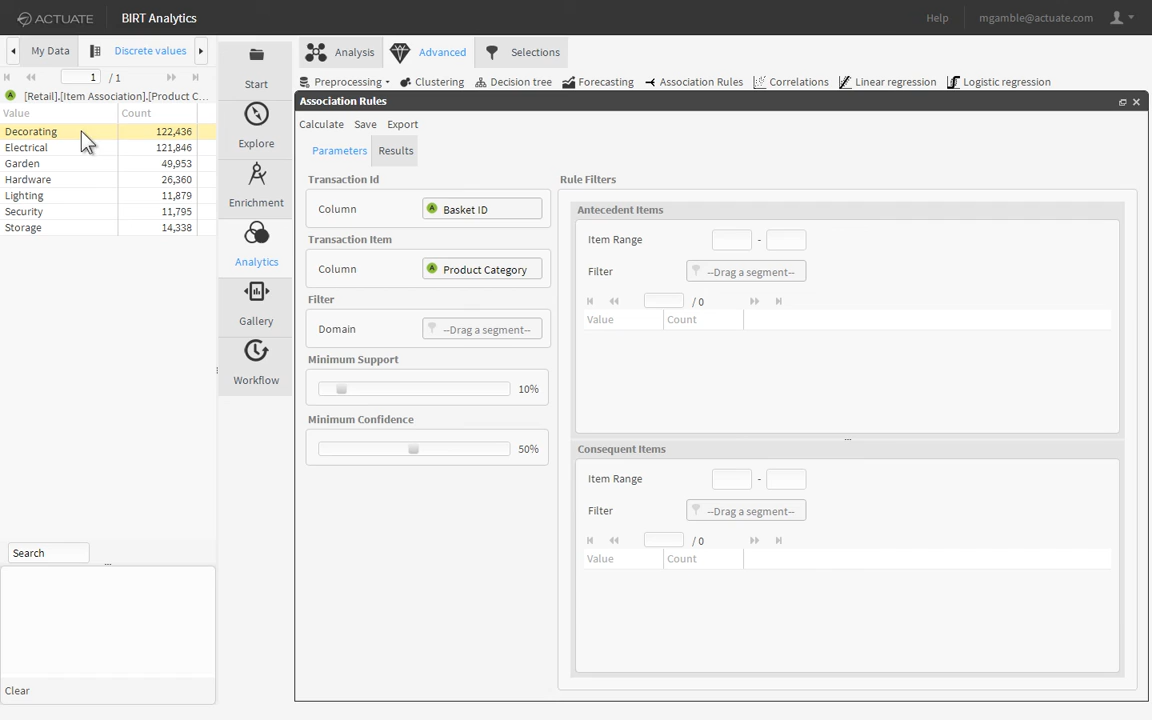 ACTUATE BIRT Analytics Help mgamble@actuate.com
My Data Discrete values
1 / 1
[Retail].[Item Association].[Product C...
Value Count
Decorating 122,436
Electrical 121,846
Garden 49,953
Hardware 26,360
Lighting 11,879
Security 11,795
Storage 14,338
Search
Clear
Start
Explore
Enrichment
Analytics
Gallery
Workflow
Analysis Advanced Selections
Preprocessing Clustering Decision tree Forecasting Association Rules Correlations Linear regression Logistic regression
Association Rules
Calculate Save Export
Parameters Results
Transaction Id
Column A Basket ID
Transaction Item
Column A Product Category
Filter
Domain --Drag a segment--
Minimum Support
10%
Minimum Confidence
50%
Rule Filters
Antecedent Items
Item Range -
Filter --Drag a segment--
/ 0
Value Count
Consequent Items
Item Range -
Filter --Drag a segment--
/ 0
Value Count